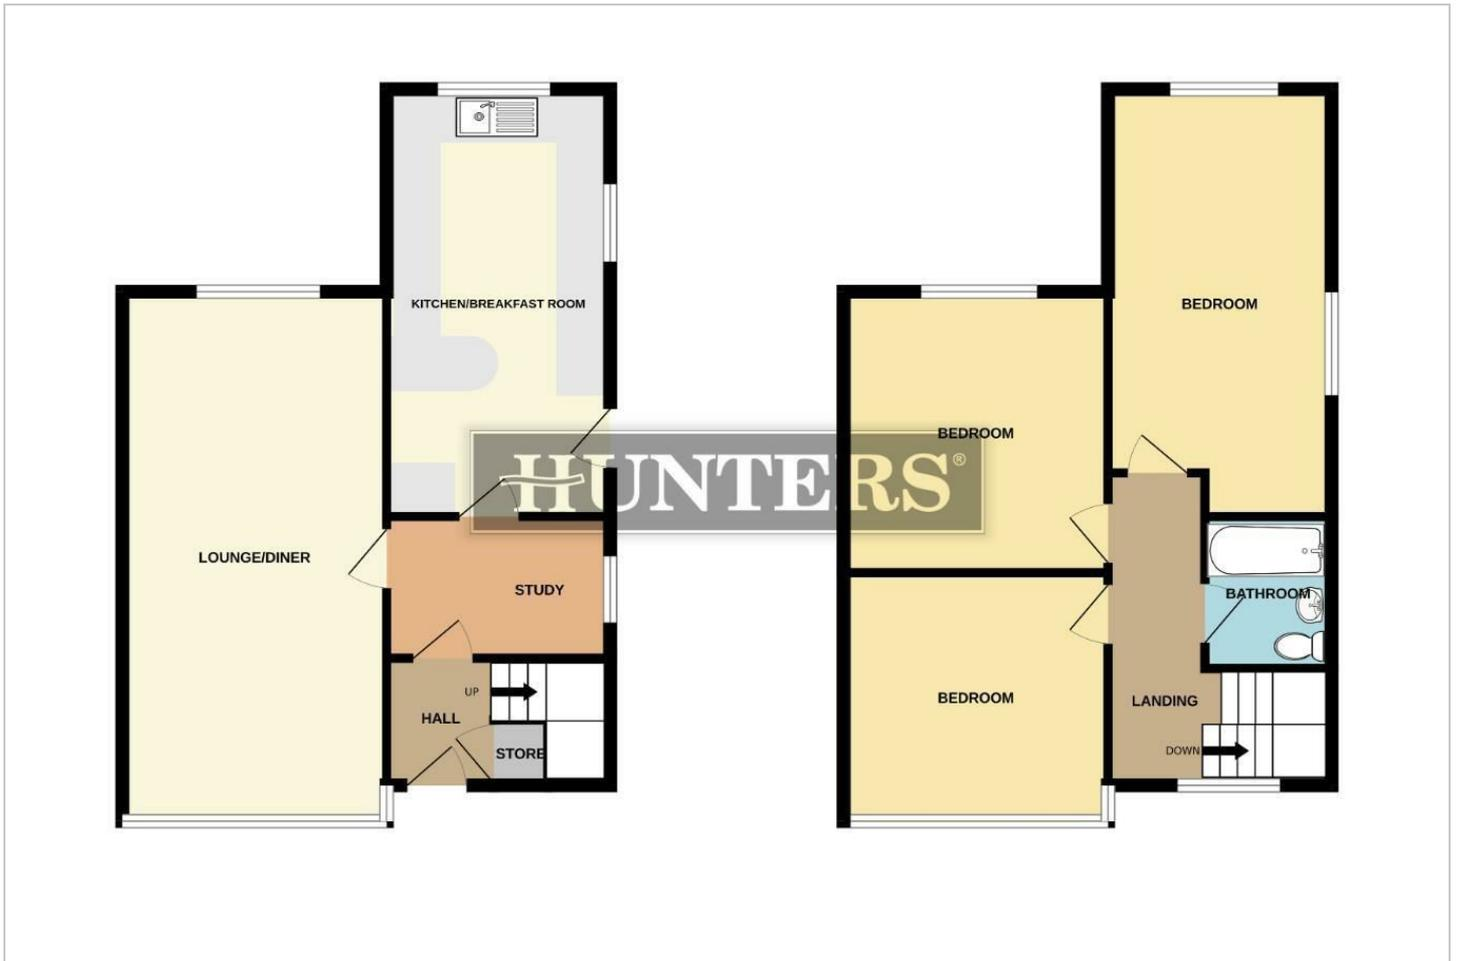 KITCHEN/BREAKFAST ROOM
LOUNGE/DINER
STUDY
UP
HALL
STORE
BEDROOM
BEDROOM
BATHROOM
BEDROOM
LANDING
DOWN
HUNTERS®